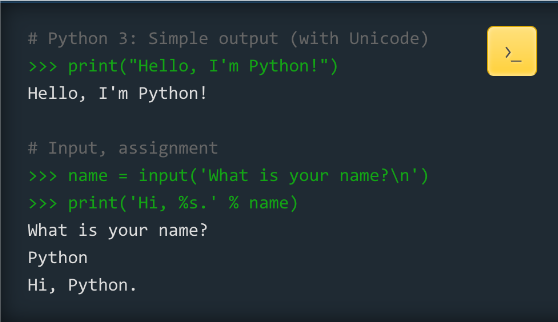 # Python 3: Simple output (with Unicode)
>>> print("Hello, I'm Python!")
Hello, I'm Python!
# Input, assignment
>>> name = input('What is your name?\n')
>>> print('Hi, %s.' % name)
What is your name?
Python
Hi, Python.
>_